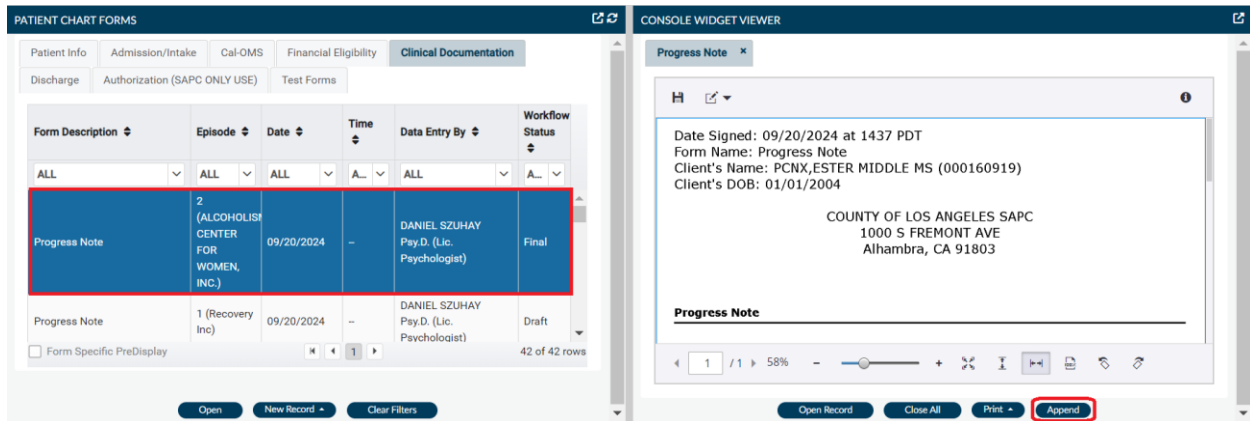 PATIENT CHART FORMS
Patient Info
Admission/Intake
Cal-OMS
Financial Eligibility
Clinical Documentation
Discharge
Authorization (SAPC ONLY USE)
Test Forms
Form Description
Episode
Date
Time
Data Entry By
Workflow
Status
ALL
ALL
ALL
A...
ALL
A...
Progress Note
2
(ALCOHOLISM
CENTER
FOR
WOMEN,
INC.)
09/20/2024
--
DANIEL SZUHAY
Psy.D. (Lic.
Psychologist)
Final
Progress Note
1 (Recovery
Inc)
09/20/2024
--
DANIEL SZUHAY
Psy.D. (Lic.
Psychologist)
Draft
Form Specific PreDisplay
1
42 of 42 rows
Open
New Record
Clear Filters
CONSOLE WIDGET VIEWER
Progress Note ×
Date Signed: 09/20/2024 at 1437 PDT
Form Name: Progress Note
Client's Name: PCNX,ESTER MIDDLE MS (000160919)
Client's DOB: 01/01/2004
COUNTY OF LOS ANGELES SAPC
1000 S FREMONT AVE
Alhambra, CA 91803
Progress Note
1 / 1 58% - +
Open Record
Close All
Print
Append